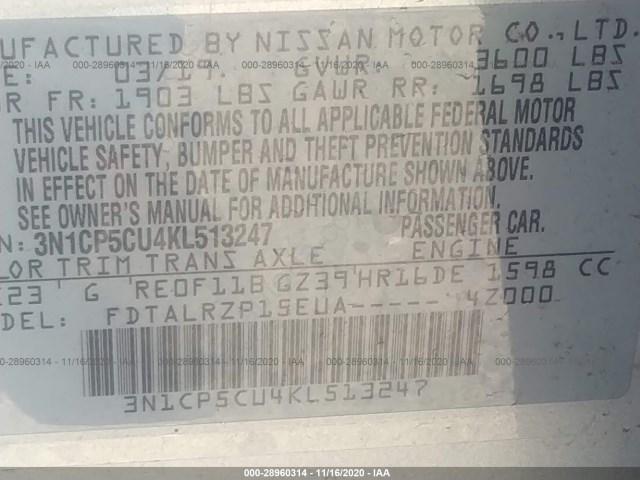 UFACTURED BY NISSAN MOTOR CO.,LTD.
E: 03/19. GVWR: 3600 LBS
R FR: 1903 LBS GAWR RR: 1698 LBS
THIS VEHICLE CONFORMS TO ALL APPLICABLE FEDERAL MOTOR
VEHICLE SAFETY, BUMPER AND THEFT PREVENTION STANDARDS
IN EFFECT ON THE DATE OF MANUFACTURE SHOWN ABOVE.
SEE OWNER'S MANUAL FOR ADDITIONAL INFORMATION.
N: 3N1CP5CU4KL513247 PASSENGER CAR.
LOR TRIM TRANS AXLE ENGINE
K23 G RE0F11B GZ39 HR16DE 1598 CC
DEL: FDTALRZP15EUA----- 4Z000
3N1CP5CU4KL513247
000-28960314 - 11/16/2020 - IAA